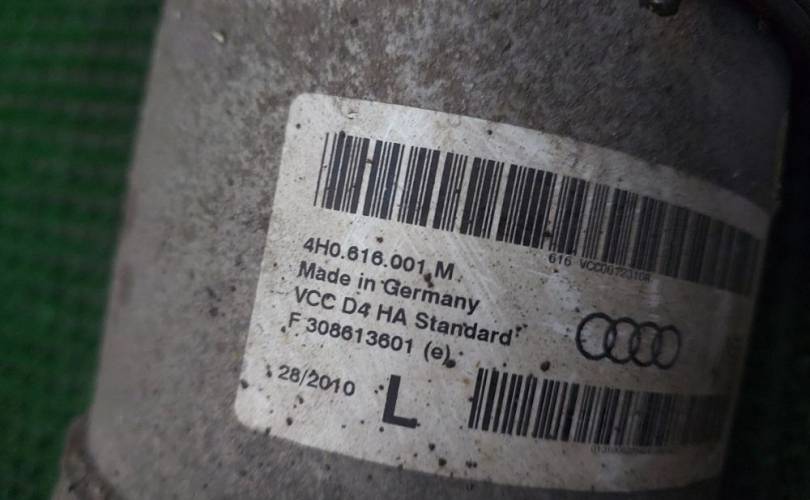 4H0.616.001 M
Made in Germany
VCC D4 HA Standard
F 308613601 (e)
28/2010
L